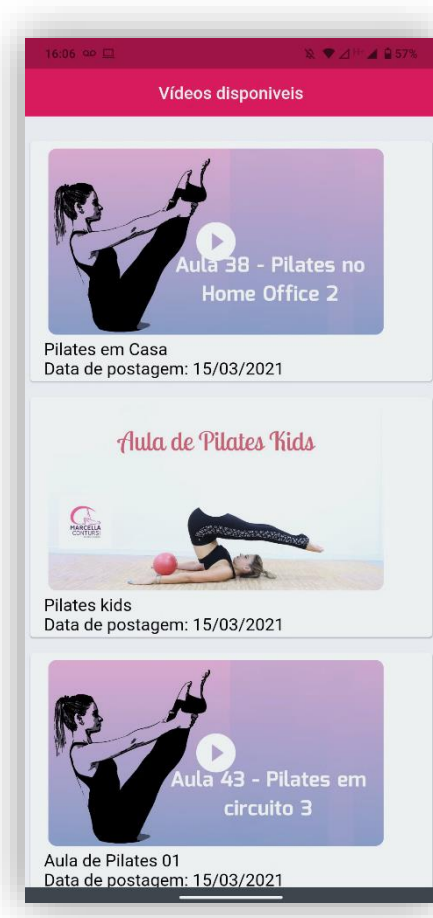 16:06
57%
Vídeos disponiveis
Aula 38 - Pilates no
Home Office 2
Pilates em Casa
Data de postagem: 15/03/2021
Aula de Pilates Kids
MARCELLA
CONTURSI
Pilates kids
Data de postagem: 15/03/2021
Aula 43 - Pilates em
circuito 3
Aula de Pilates 01
Data de postagem: 15/03/2021